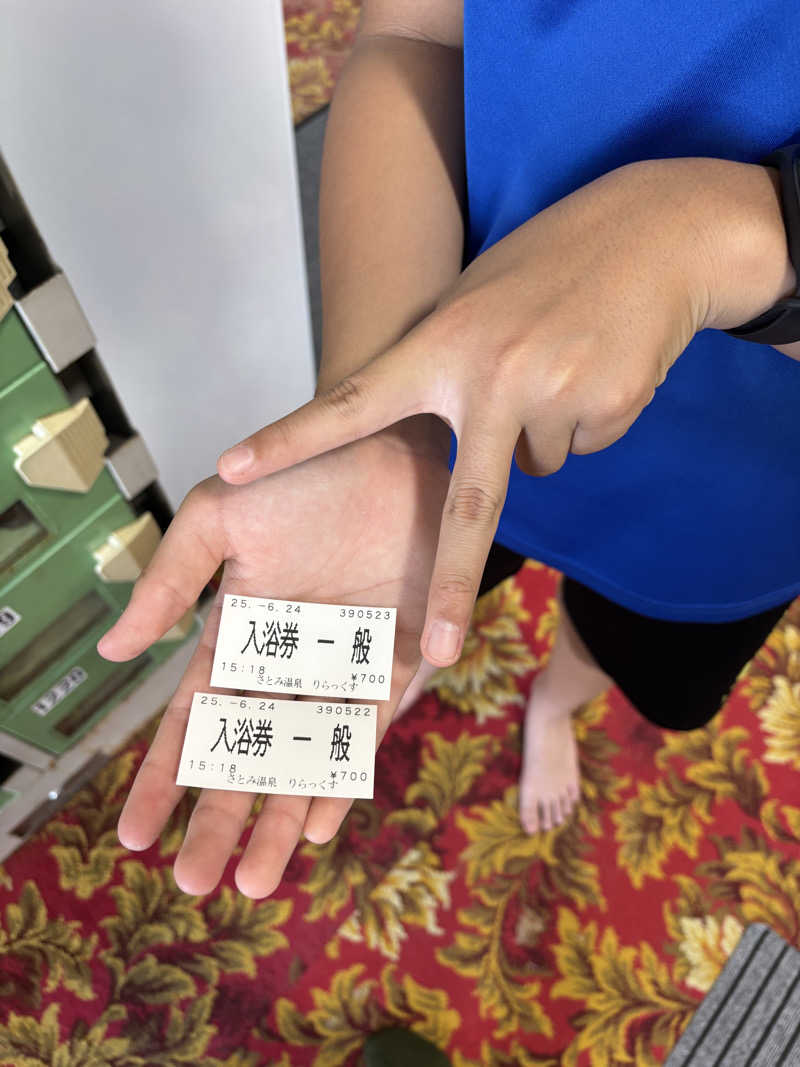 25.-6.24 390523
入浴券 一般
15:18 ¥700
さとみ温泉 りらっくす
25.-6.24 390522
入浴券 一般
15:18 ¥700
さとみ温泉 りらっくす